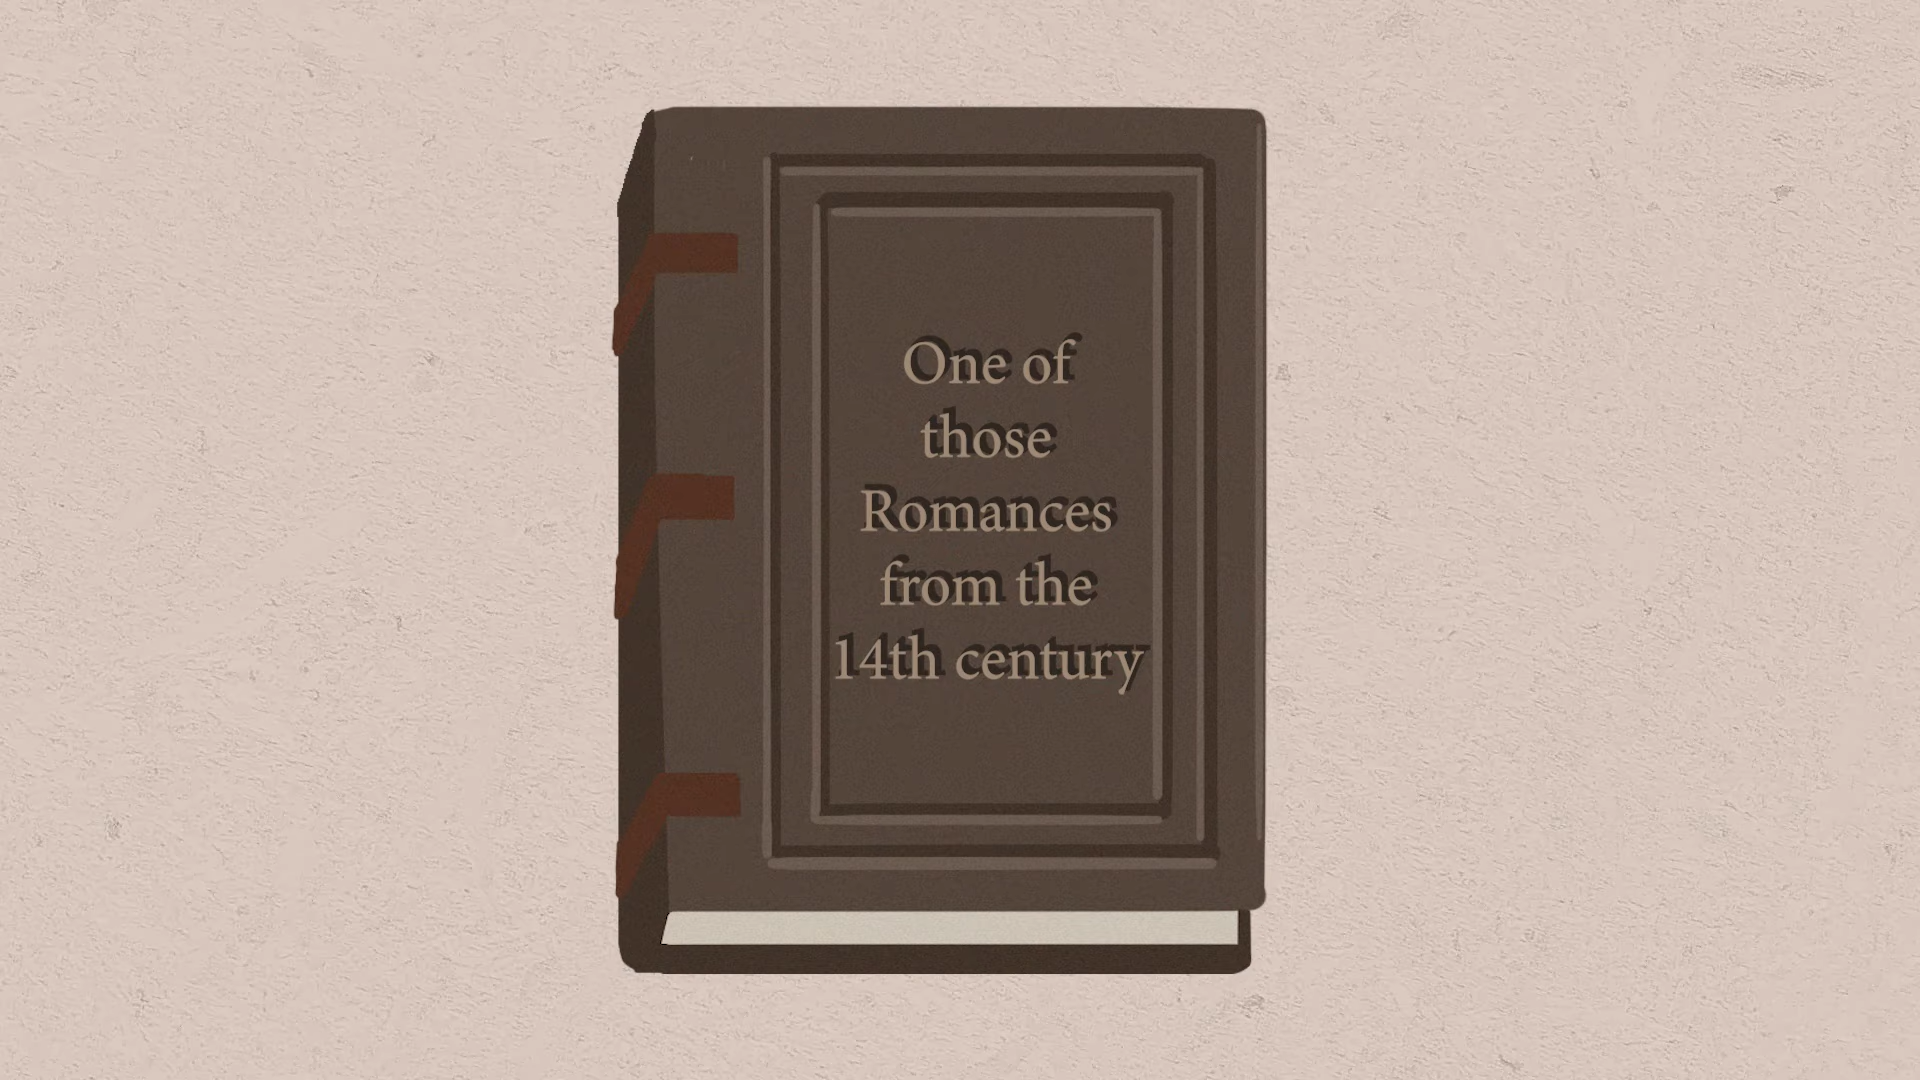 One of
those
Romances
from the
14th century